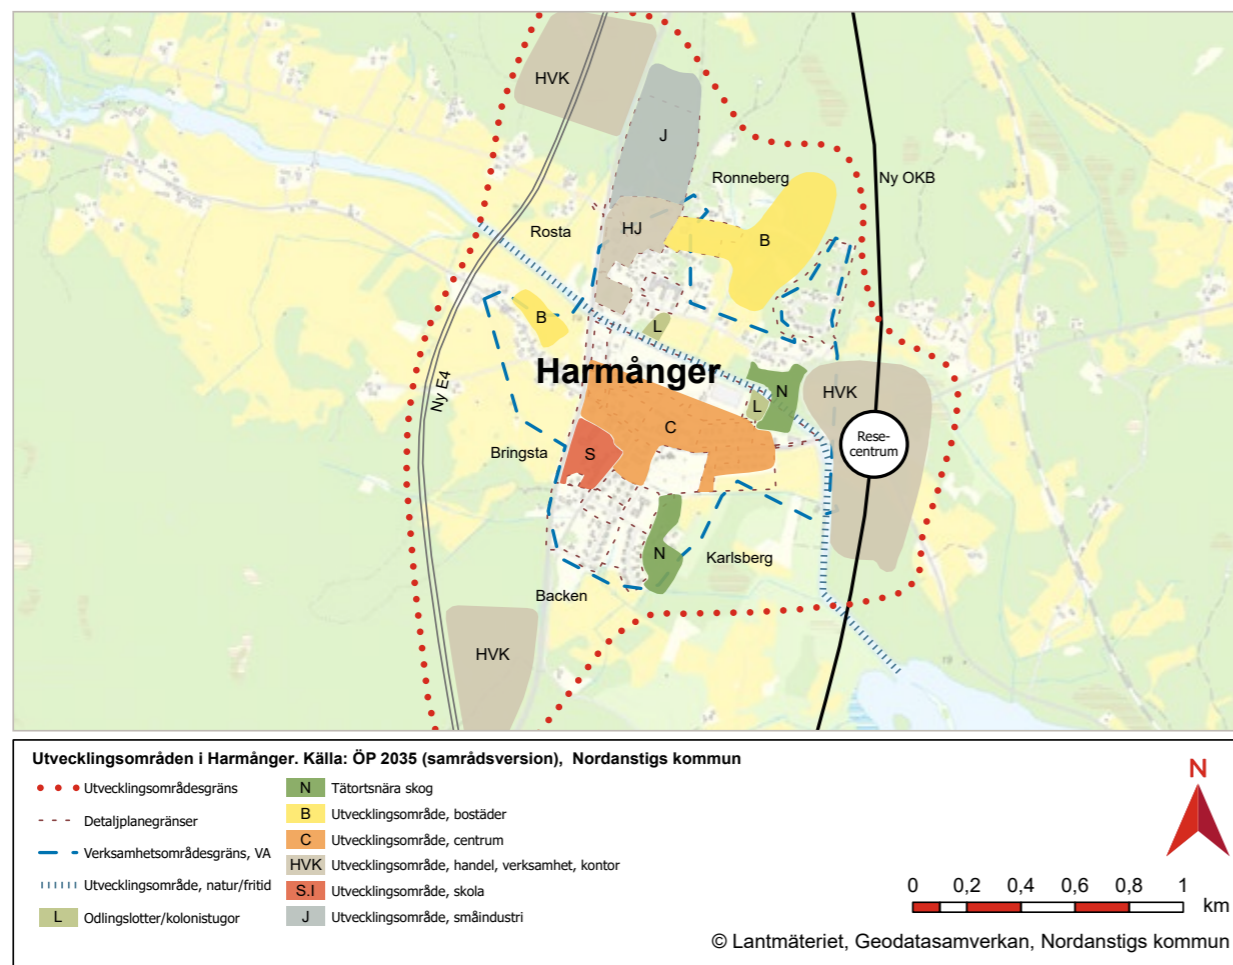 HVK
J
Ronneberg
Ny OKB
Rosta
HJ
B
B
L
Harmånger
Ny E4
N
HVK
L
C
Rese-
centrum
Bringsta
S
N
Karlsberg
Backen
HVK
Utvecklingsområden i Harmånger. Källa: ÖP 2035 (samrådsversion), Nordanstigs kommun
Utvecklingsområdesgräns
Detaljplanegränser
Verksamhetsområdesgräns, VA
Utvecklingsområde, natur/fritid
L Odlingslotter/kolonistugor
N Tätortsnära skog
B Utvecklingsområde, bostäder
C Utvecklingsområde, centrum
HVK Utvecklingsområde, handel, verksamhet, kontor
S.I Utvecklingsområde, skola
J Utvecklingsområde, småindustri
N
0 0,2 0,4 0,6 0,8 1
km
© Lantmäteriet, Geodatasamverkan, Nordanstigs kommun